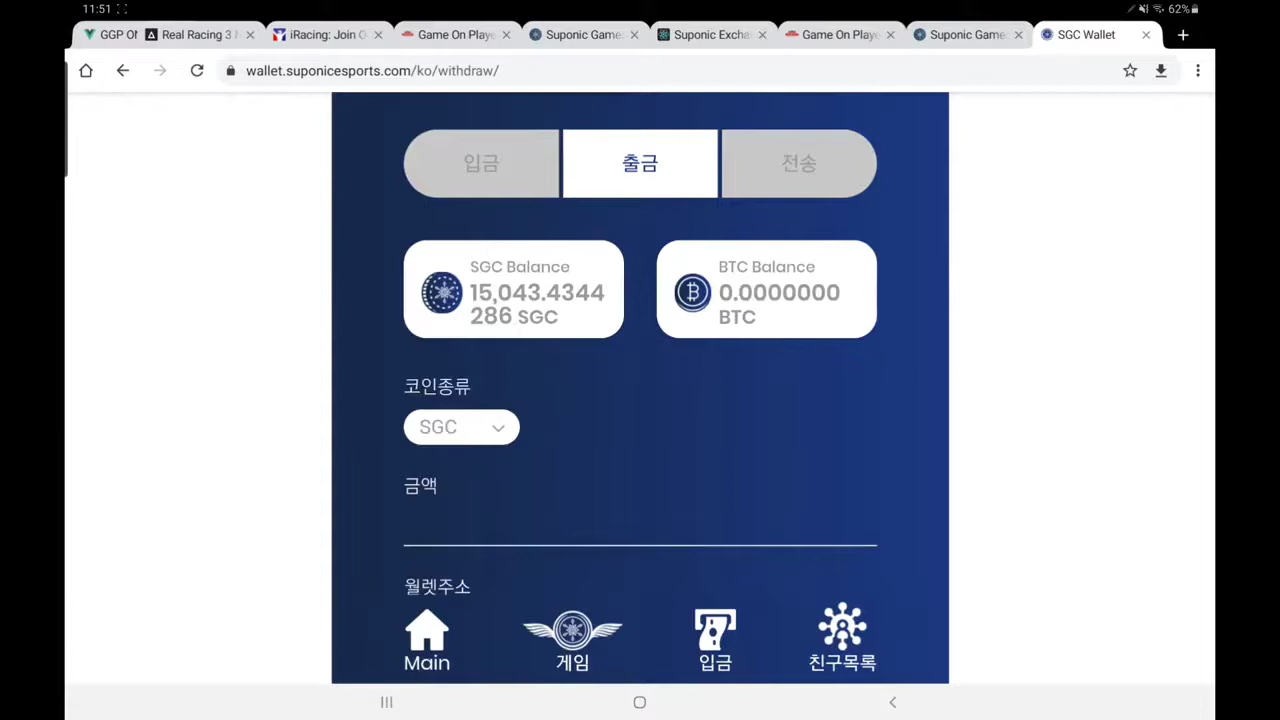 11:51
62%
GGP ON
Real Racing 3
iRacing: Join
Game On Playe
Suponic Game
Suponic Excha
Game On Playe
Suponic Game
SGC Wallet
wallet.suponicesports.com/ko/withdraw/
입금
출금
전송
SGC Balance
15,043.4344
286 SGC
BTC Balance
0.0000000
BTC
코인종류
SGC
금액
월렛주소
Main
게임
입금
친구목록